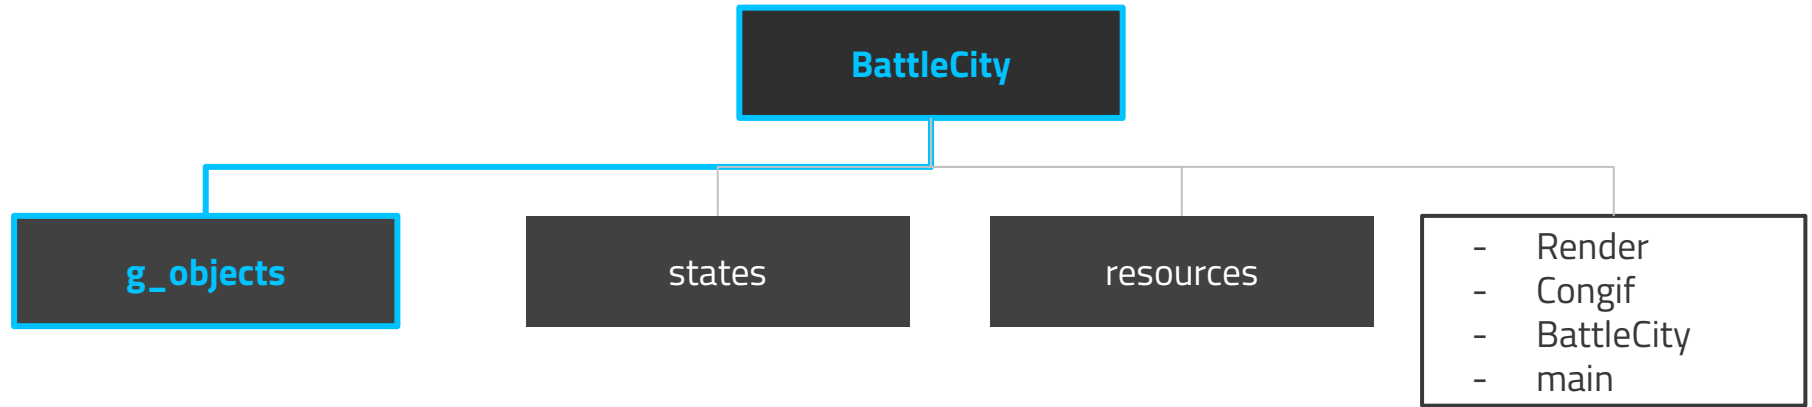 BattleCity
g_objects
states
resources
- Render
- Congif
- BattleCity
- main